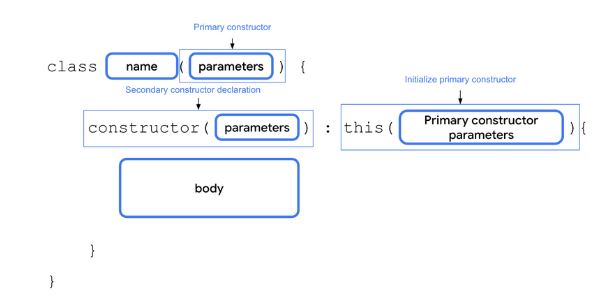 Primary constructor
class name ( parameters ) {
Secondary constructor declaration
Initialize primary constructor
constructor( parameters ) : this( Primary constructor parameters ){
body
}
}